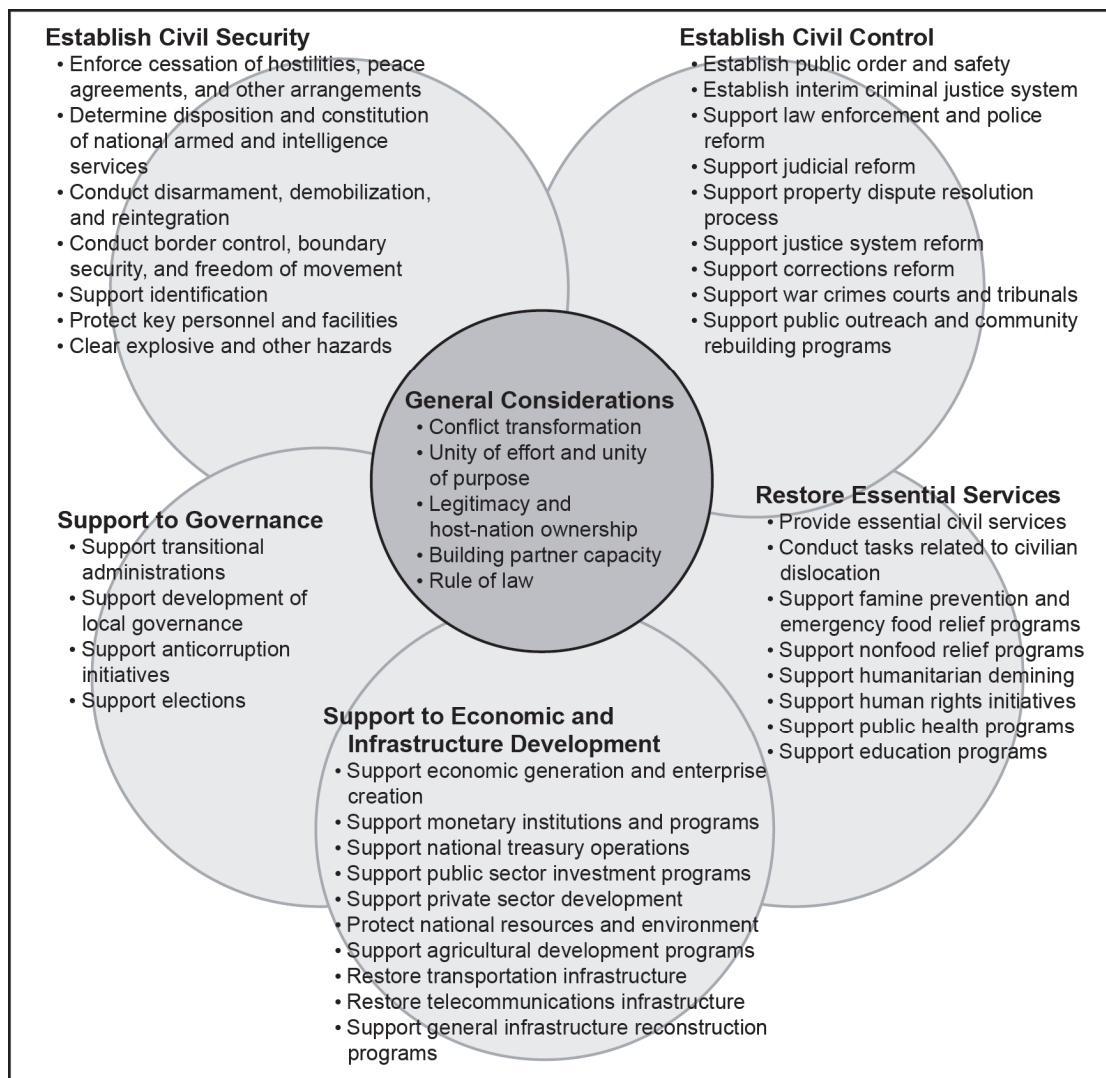 Establish Civil Security
• Enforce cessation of hostilities, peace
agreements, and other arrangements
• Determine disposition and constitution
of national armed and intelligence
services
• Conduct disarmament, demobilization,
and reintegration
• Conduct border control, boundary
security, and freedom of movement
• Support identification
• Protect key personnel and facilities
• Clear explosive and other hazards
Establish Civil Control
• Establish public order and safety
• Establish interim criminal justice system
• Support law enforcement and police
reform
• Support judicial reform
• Support property dispute resolution
process
• Support justice system reform
• Support corrections reform
• Support war crimes courts and tribunals
• Support public outreach and community
rebuilding programs
General Considerations
• Conflict transformation
• Unity of effort and unity
of purpose
• Legitimacy and
host-nation ownership
• Building partner capacity
• Rule of law
Support to Governance
• Support transitional
administrations
• Support development of
local governance
• Support anticorruption
initiatives
• Support elections
Restore Essential Services
• Provide essential civil services
• Conduct tasks related to civilian
dislocation
• Support famine prevention and
emergency food relief programs
• Support nonfood relief programs
• Support humanitarian demining
• Support human rights initiatives
• Support public health programs
• Support education programs
Support to Economic and
Infrastructure Development
• Support economic generation and enterprise
creation
• Support monetary institutions and programs
• Support national treasury operations
• Support public sector investment programs
• Support private sector development
• Protect national resources and environment
• Support agricultural development programs
• Restore transportation infrastructure
• Restore telecommunications infrastructure
• Support general infrastructure reconstruction
programs